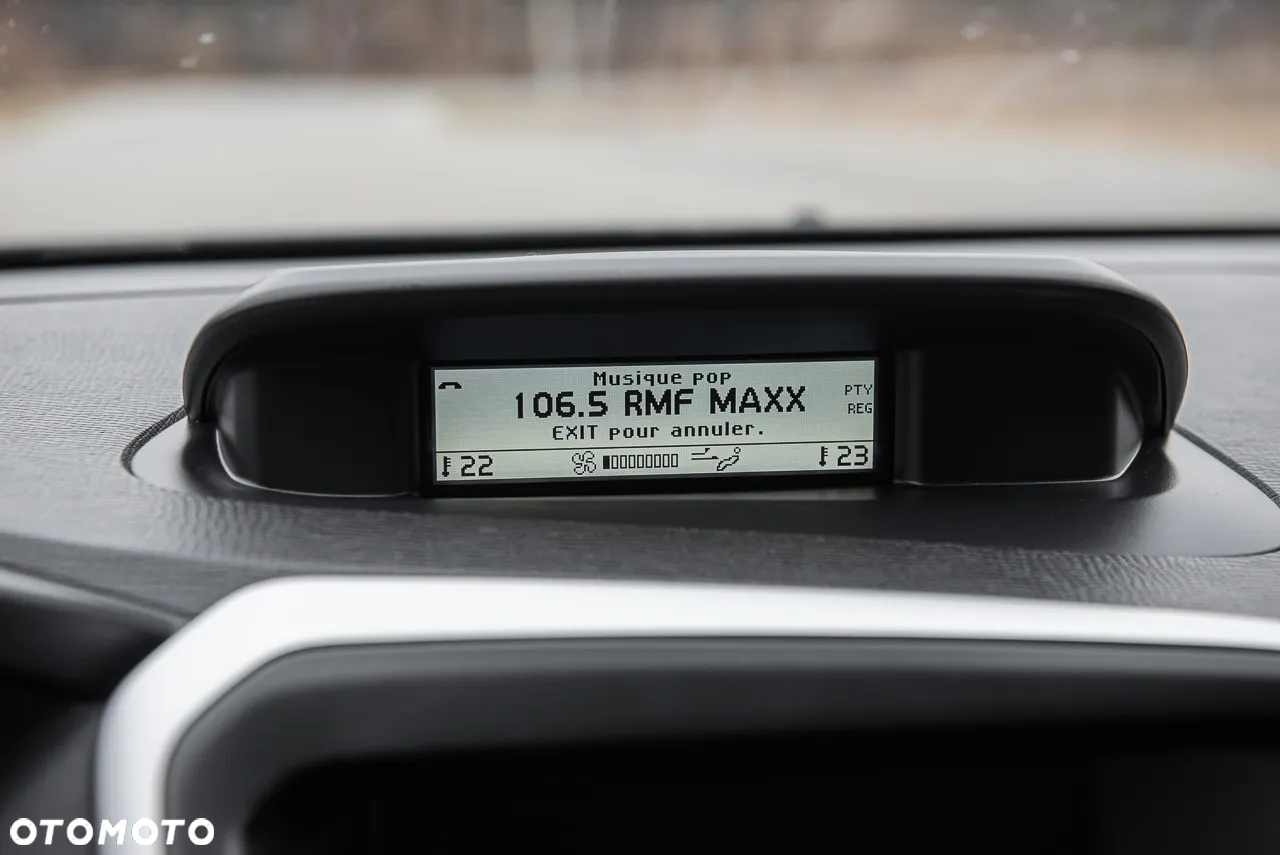 Musique pop
106.5 RMF MAXX
PTY
REG
EXIT pour annuler.
22
23
OTOMOTO